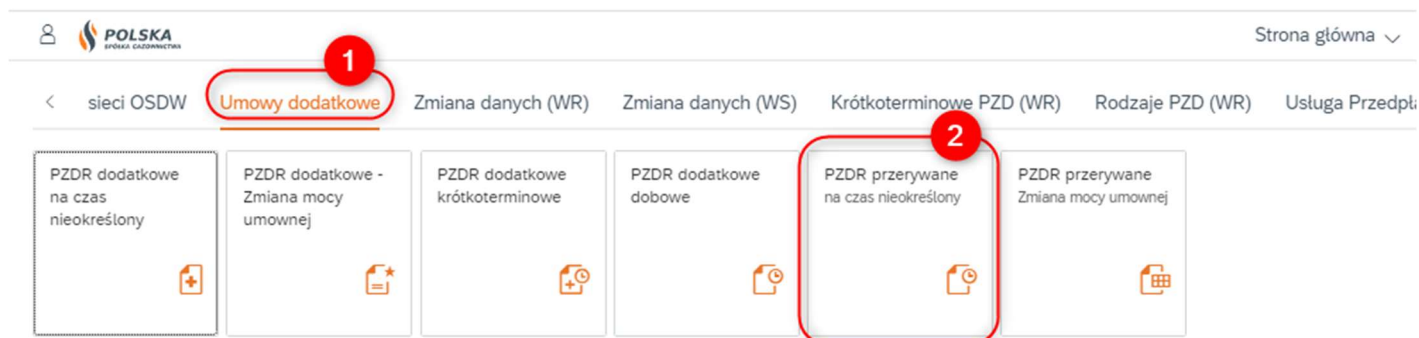 POLSKA
SPÓŁKA GAZOWNICTWA
Strona główna
1
sieci OSDW Umowy dodatkowe Zmiana danych (WR) Zmiana danych (WS) Krótkoterminowe PZD (WR) Rodzaje PZD (WR) Usługa Przedpł
2
PZDR dodatkowe
na czas
nieokreślony
PZDR dodatkowe -
Zmiana mocy
umownej
PZDR dodatkowe
krótkoterminowe
PZDR dodatkowe
dobowe
PZDR przerywane
na czas nieokreślony
PZDR przerywane
Zmiana mocy umownej